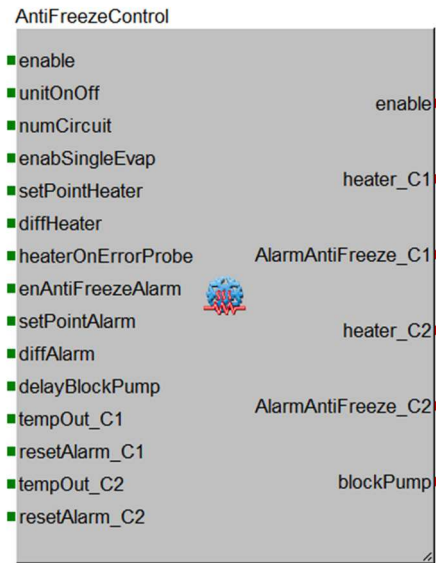 AntiFreezeControl
enable
unitOnOff
numCircuit
enabSingleEvap
setPointHeater
diffHeater
heaterOnErrorProbe
enAntiFreezeAlarm
setPointAlarm
diffAlarm
delayBlockPump
tempOut_C1
resetAlarm_C1
tempOut_C2
resetAlarm_C2
enable
heater_C1
AlarmAntiFreeze_C1
heater_C2
AlarmAntiFreeze_C2
blockPump